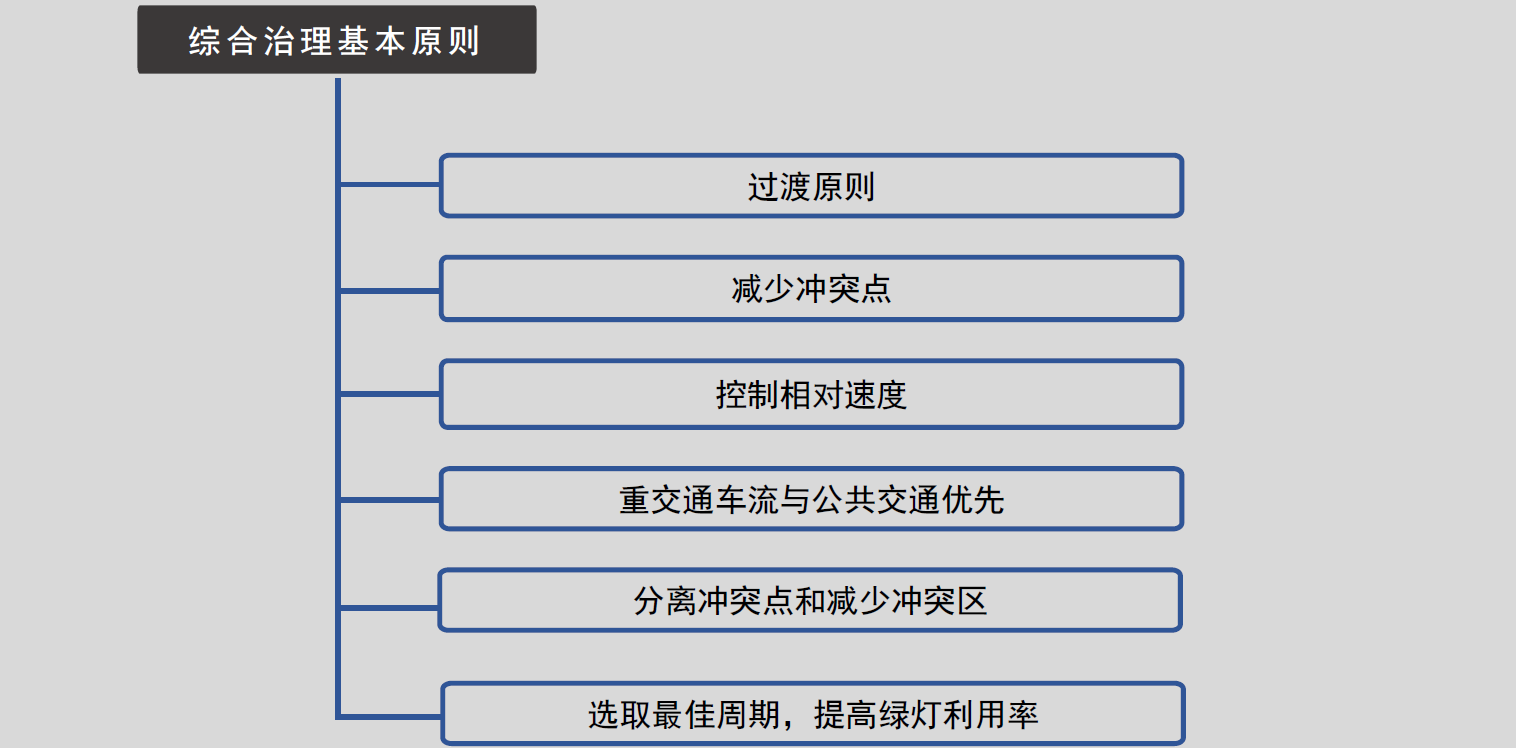 综合治理基本原则
过渡原则
减少冲突点
控制相对速度
重交通车流与公共交通优先
分离冲突点和减少冲突区
选取最佳周期，提高绿灯利用率